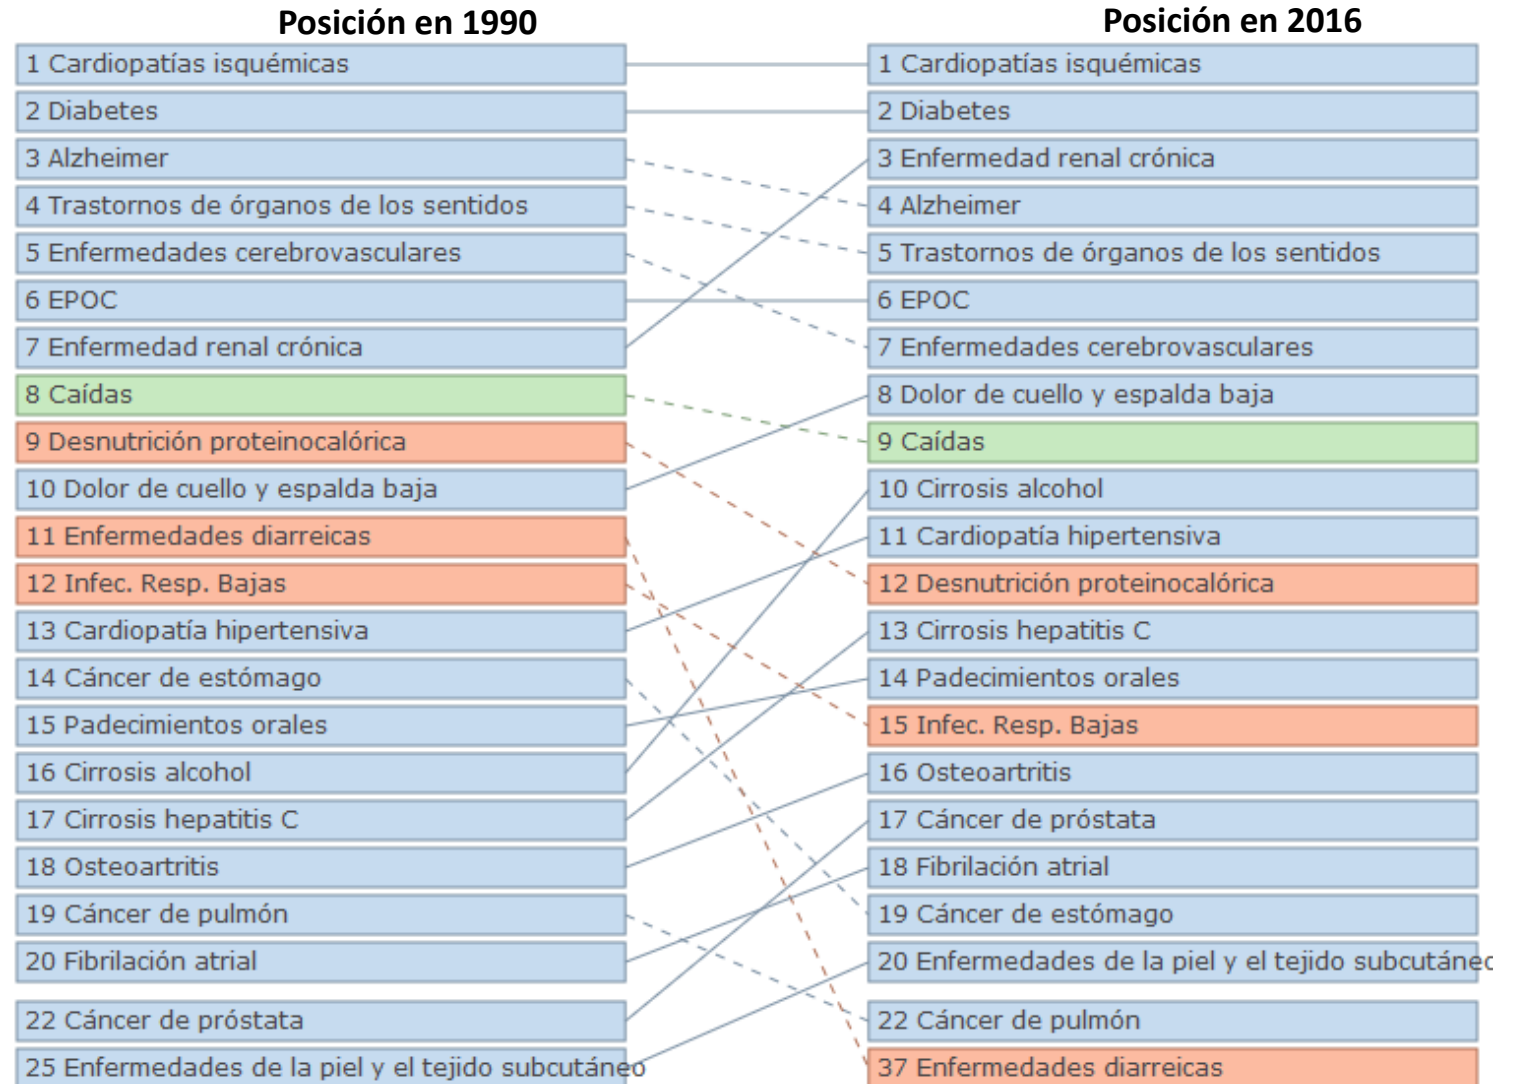 Posición en 1990
1 Cardiopatías isquémicas
2 Diabetes
3 Alzheimer
4 Trastornos de órganos de los sentidos
5 Enfermedades cerebrovasculares
6 EPOC
7 Enfermedad renal crónica
8 Caídas
9 Desnutrición proteinocalórica
10 Dolor de cuello y espalda baja
11 Enfermedades diarreicas
12 Infec. Resp. Bajas
13 Cardiopatía hipertensiva
14 Cáncer de estómago
15 Padecimientos orales
16 Cirrosis alcohol
17 Cirrosis hepatitis C
18 Osteoartritis
19 Cáncer de pulmón
20 Fibrilación atrial
22 Cáncer de próstata
25 Enfermedades de la piel y el tejido subcutáneo
Posición en 2016
1 Cardiopatías isquémicas
2 Diabetes
3 Enfermedad renal crónica
4 Alzheimer
5 Trastornos de órganos de los sentidos
6 EPOC
7 Enfermedades cerebrovasculares
8 Dolor de cuello y espalda baja
9 Caídas
10 Cirrosis alcohol
11 Cardiopatía hipertensiva
12 Desnutrición proteinocalórica
13 Cirrosis hepatitis C
14 Padecimientos orales
15 Infec. Resp. Bajas
16 Osteoartritis
17 Cáncer de próstata
18 Fibrilación atrial
19 Cáncer de estómago
20 Enfermedades de la piel y el tejido subcutáneo
22 Cáncer de pulmón
37 Enfermedades diarreicas